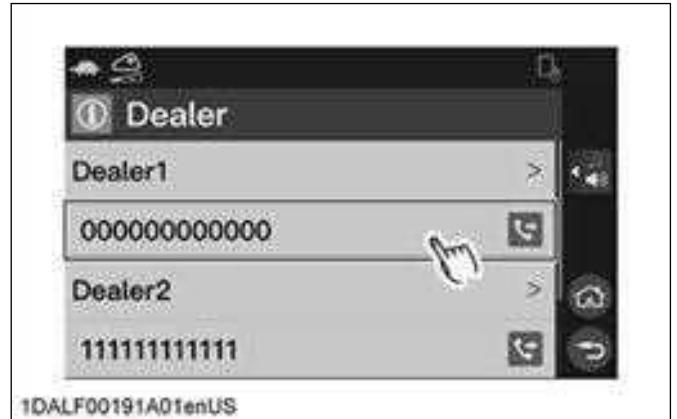 Dealer
Dealer1 >
000000000000
Dealer2 >
111111111111
1DALF00191A01enUS